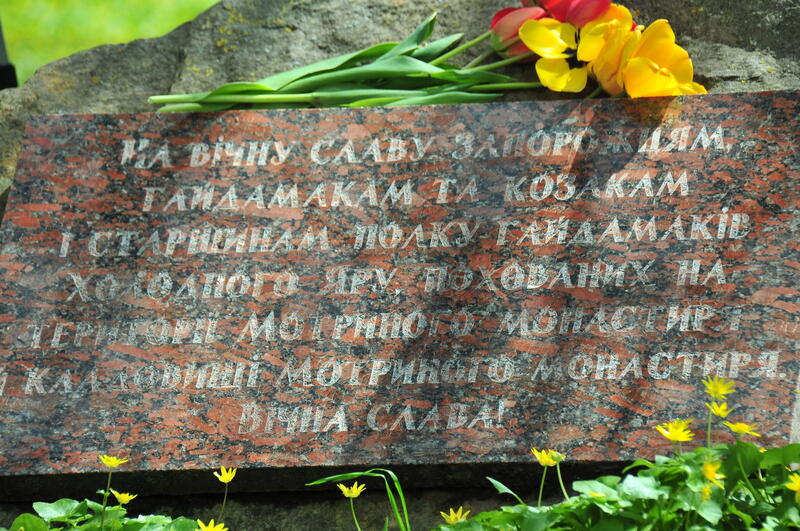 НА ВІЧНУ СЛАВУ ЗАПОРОЖЦЯМ,
ГАЙДАМАКАМ ТА КОЗАКАМ
І СТАРШИНАМ ПОЛКУ ГАЙДАМАКІВ
ХОЛОДНОГО ЯРУ, ПОХОВАНИХ НА
ТЕРИТОРІЇ МОТРИНОГО МОНАСТИРЯ
Й КЛАДОВИЩІ МОТРИНОГО МОНАСТИРЯ.
ВІЧНА СЛАВА!